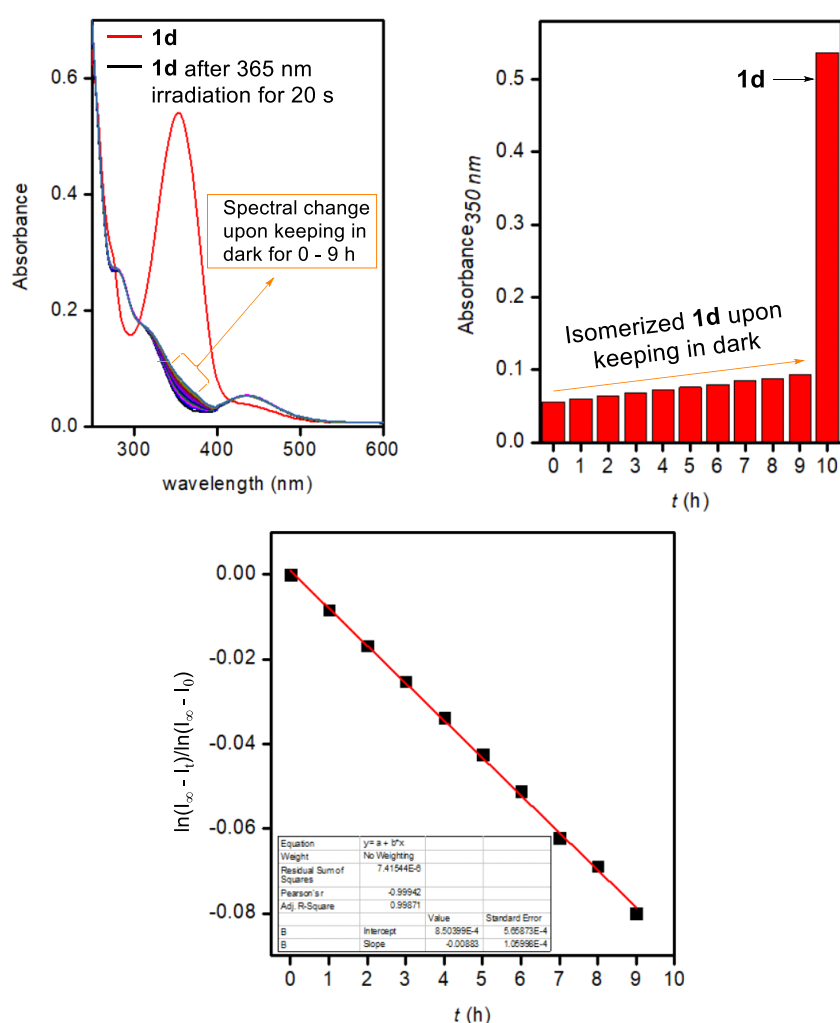 1d
1d after 365 nm
irradiation for 20 s
Spectral change
upon keeping in
dark for 0 - 9 h
Absorbance
0.6
0.4
0.2
0.0
300 400 500 600
wavelength (nm)
1d
Isomerized 1d upon
keeping in dark
Absorbance350 nm
0.5
0.4
0.3
0.2
0.1
0.0
0 1 2 3 4 5 6 7 8 9 10
t (h)
ln(I∞ - It)/ln(I∞ - I0)
0.00
-0.02
-0.04
-0.06
-0.08
Equation y= a + b*x
Weight No Weighting
Residual Sum of
Squares 7.41544E-6
Pearson's r -0.99942
Adj. R-Square 0.99871
Value Standard Error
B Intercept 8.50399E-4 5.65873E-4
B Slope -0.00883 1.05998E-4
0 1 2 3 4 5 6 7 8 9 10
t (h)